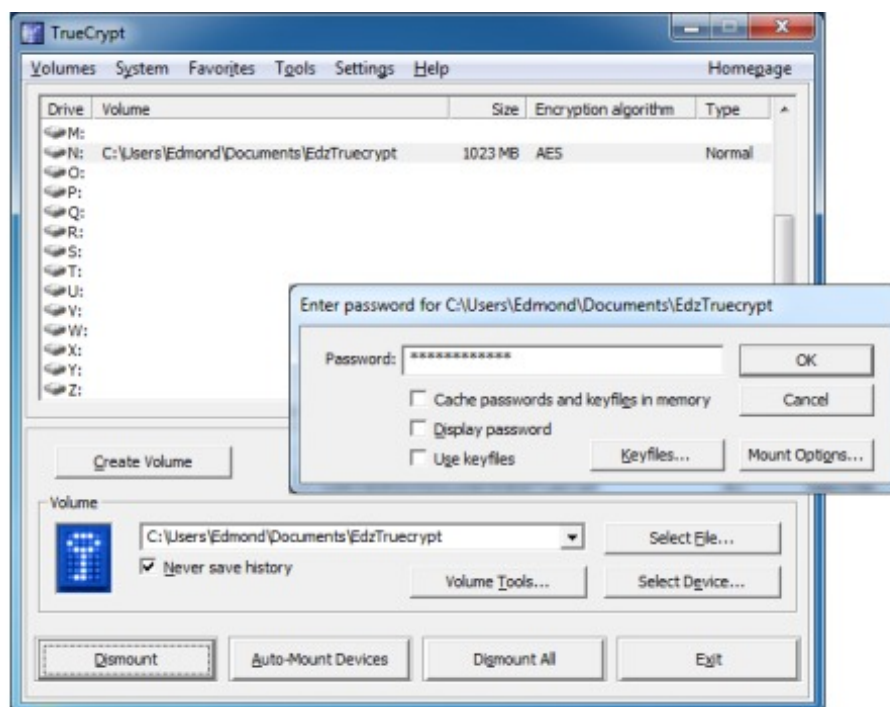 TrueCrypt
Volumes System Favorites Tools Settings Help Homepage
Drive Volume Size Encryption algorithm Type
M:
N: C:\Users\Edmond\Documents\EdzTruecrypt 1023 MB AES Normal
O:
P:
Q:
R:
S:
T:
U:
V:
W:
X:
Y:
Z:
Enter password for C:\Users\Edmond\Documents\EdzTruecrypt
Password: ************ OK
Cache passwords and keyfiles in memory Cancel
Display password
Use keyfiles Keyfiles... Mount Options...
Create Volume
Volume
C:\Users\Edmond\Documents\EdzTruecrypt Select File...
Never save history Volume Tools... Select Device...
Dismount Auto-Mount Devices Dismount All Exit